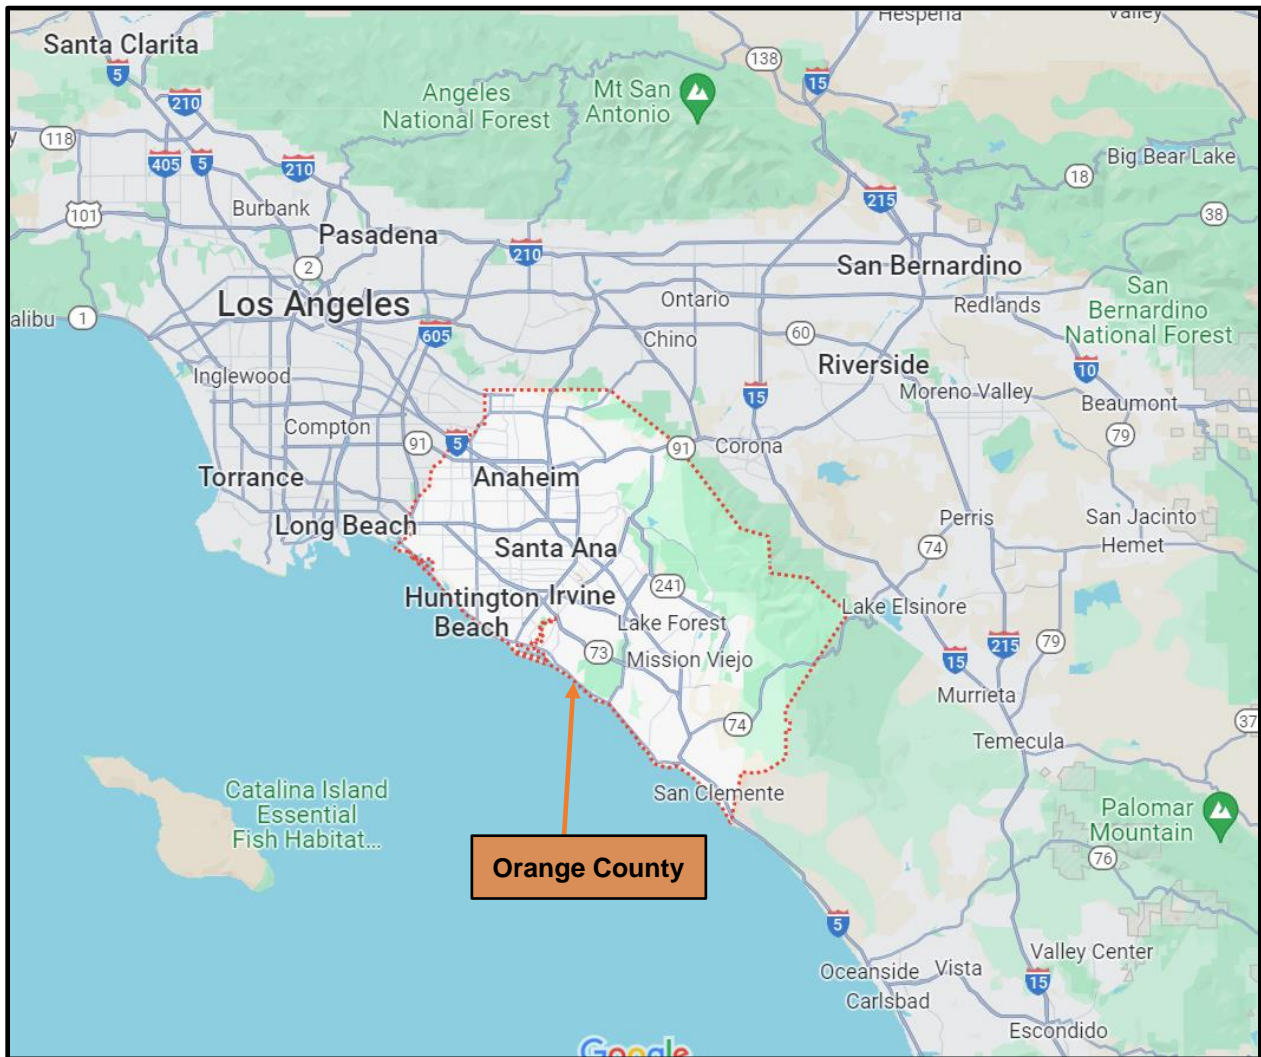 Hesperia
Valley
Santa Clarita
138
5
15
210
Angeles
National Forest
Mt San
Antonio
118
405
5
210
Big Bear Lake
18
215
101
Burbank
38
Pasadena
210
2
San Bernardino
Los Angeles
Ontario
Redlands
San
Bernardino
National Forest
alibu
1
605
Chino
60
Riverside
10
Inglewood
15
Moreno Valley
Beaumont
Compton
91
5
91
Corona
79
Torrance
Anaheim
Long Beach
Perris
San Jacinto
Hemet
Santa Ana
74
241
Huntington
Beach
Irvine
Lake Elsinore
Lake Forest
73
Mission Viejo
15
215
79
Murrieta
74
37
Temecula
San Clemente
Catalina Island
Essential
Fish Habitat...
Palomar
Mountain
76
Orange County
5
Valley Center
Oceanside
Vista
15
Carlsbad
Escondido
Google